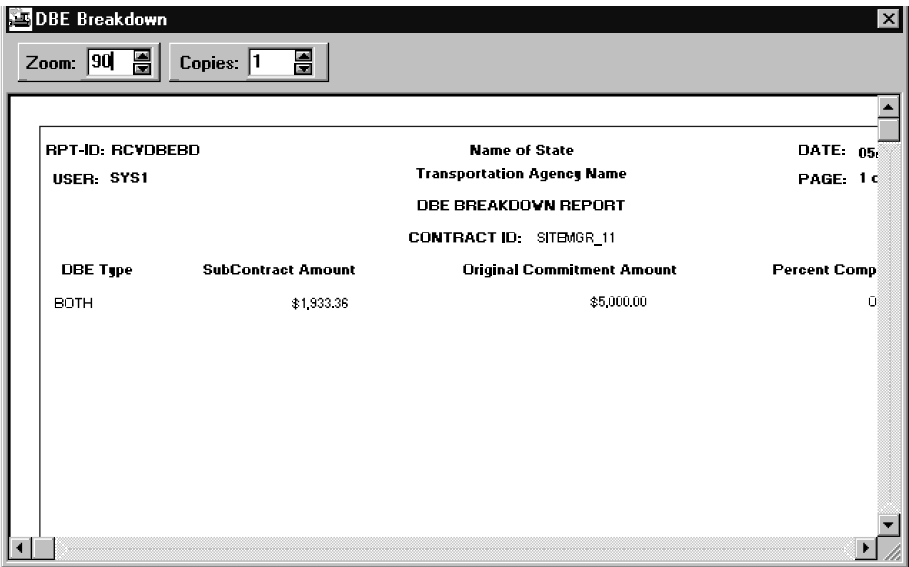 DBE Breakdown
Zoom: 90 Copies: 1
RPT-ID: RCVDBEBD Name of State DATE:
USER: SYS1 Transportation Agency Name PAGE: 1
DBE BREAKDOWN REPORT
CONTRACT ID: SITEMGR_11
DBE Type SubContract Amount Original Commitment Amount Percent Comp
BOTH $1,933.36 $5,000.00